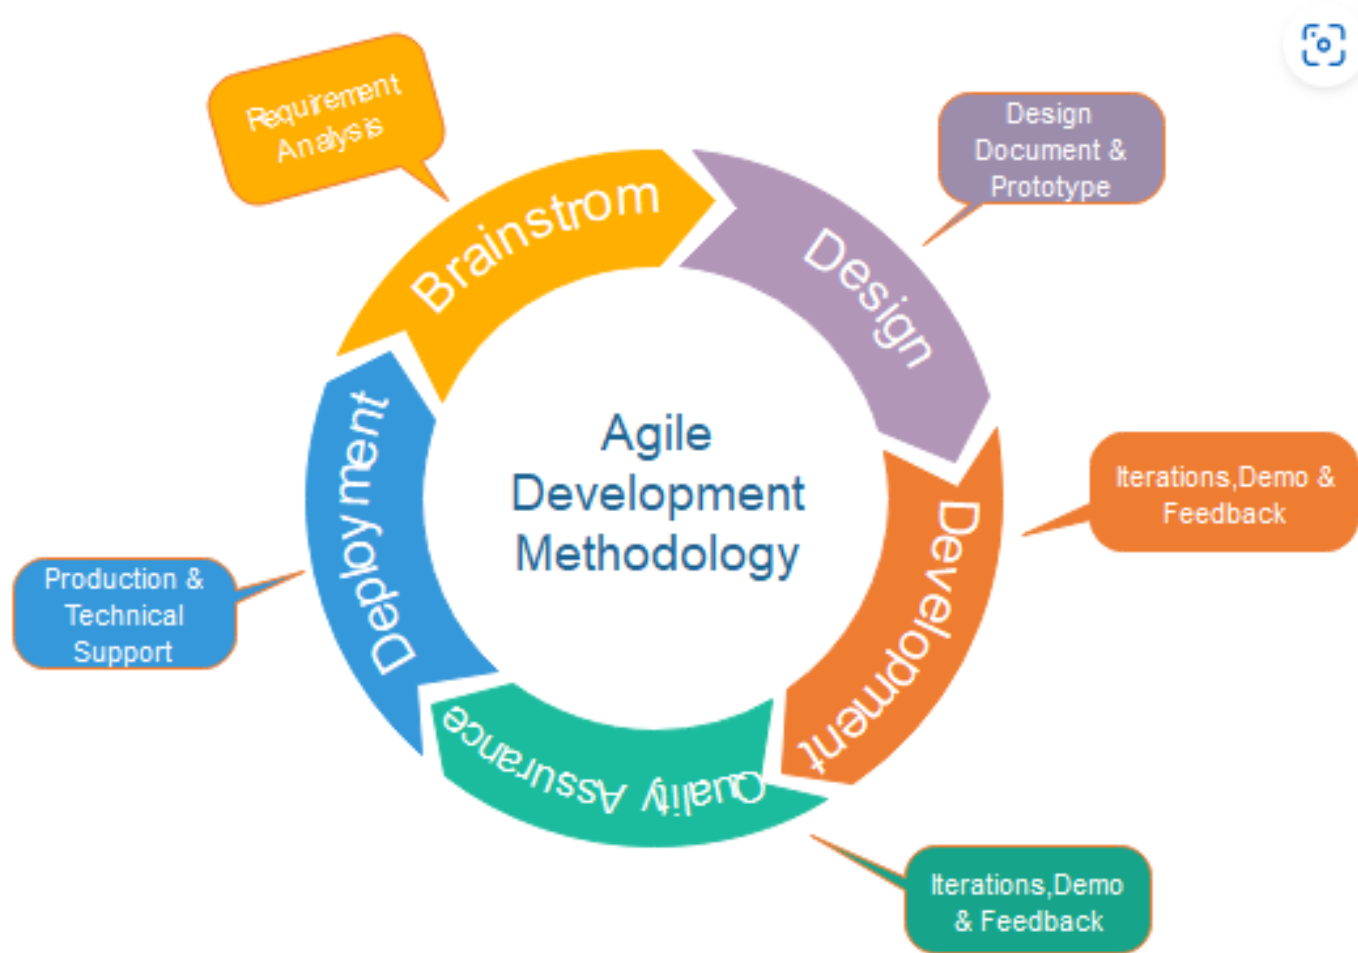 Requirement
Analysis
Brainstrom
Design
Document &
Prototype
Design
Iterations,Demo &
Feedback
Development
Iterations,Demo
& Feedback
Quality Assurance
Production &
Technical
Support
Deployment
Agile
Development
Methodology